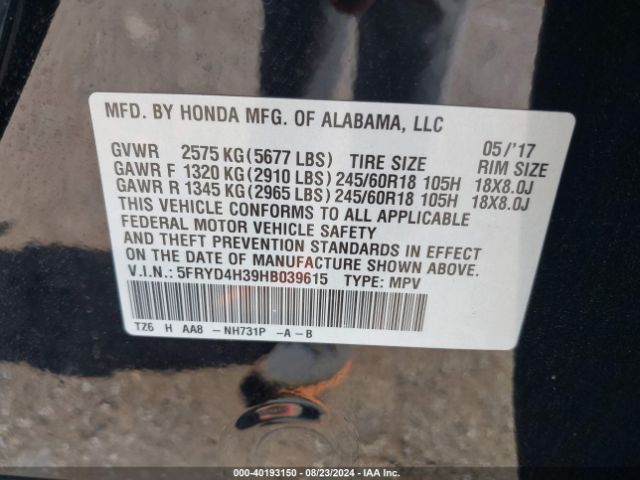 MFD. BY HONDA MFG. OF ALABAMA, LLC 05/'17
GVWR 2575 KG (5677 LBS) TIRE SIZE RIM SIZE
GAWR F 1320 KG (2910 LBS) 245/60R18 105H 18X8.0J
GAWR R 1345 KG (2965 LBS) 245/60R18 105H 18X8.0J
THIS VEHICLE CONFORMS TO ALL APPLICABLE
FEDERAL MOTOR VEHICLE SAFETY
AND THEFT PREVENTION STANDARDS IN EFFECT
ON THE DATE OF MANUFACTURE SHOWN ABOVE.
V.I.N.: 5FRYD4H39HB039615 TYPE: MPV
TZ6 H AA8 - NH731P - A - B
000-40193150 - 08/23/2024 - IAA Inc.